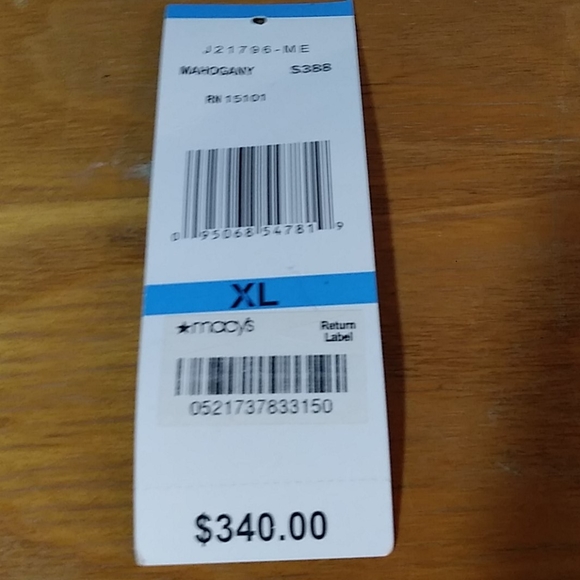 J21796-ME
MAHOGANY S388
RN 15101
0 95068 54781 9
XL
★macy's Return Label
0521737833150
$340.00